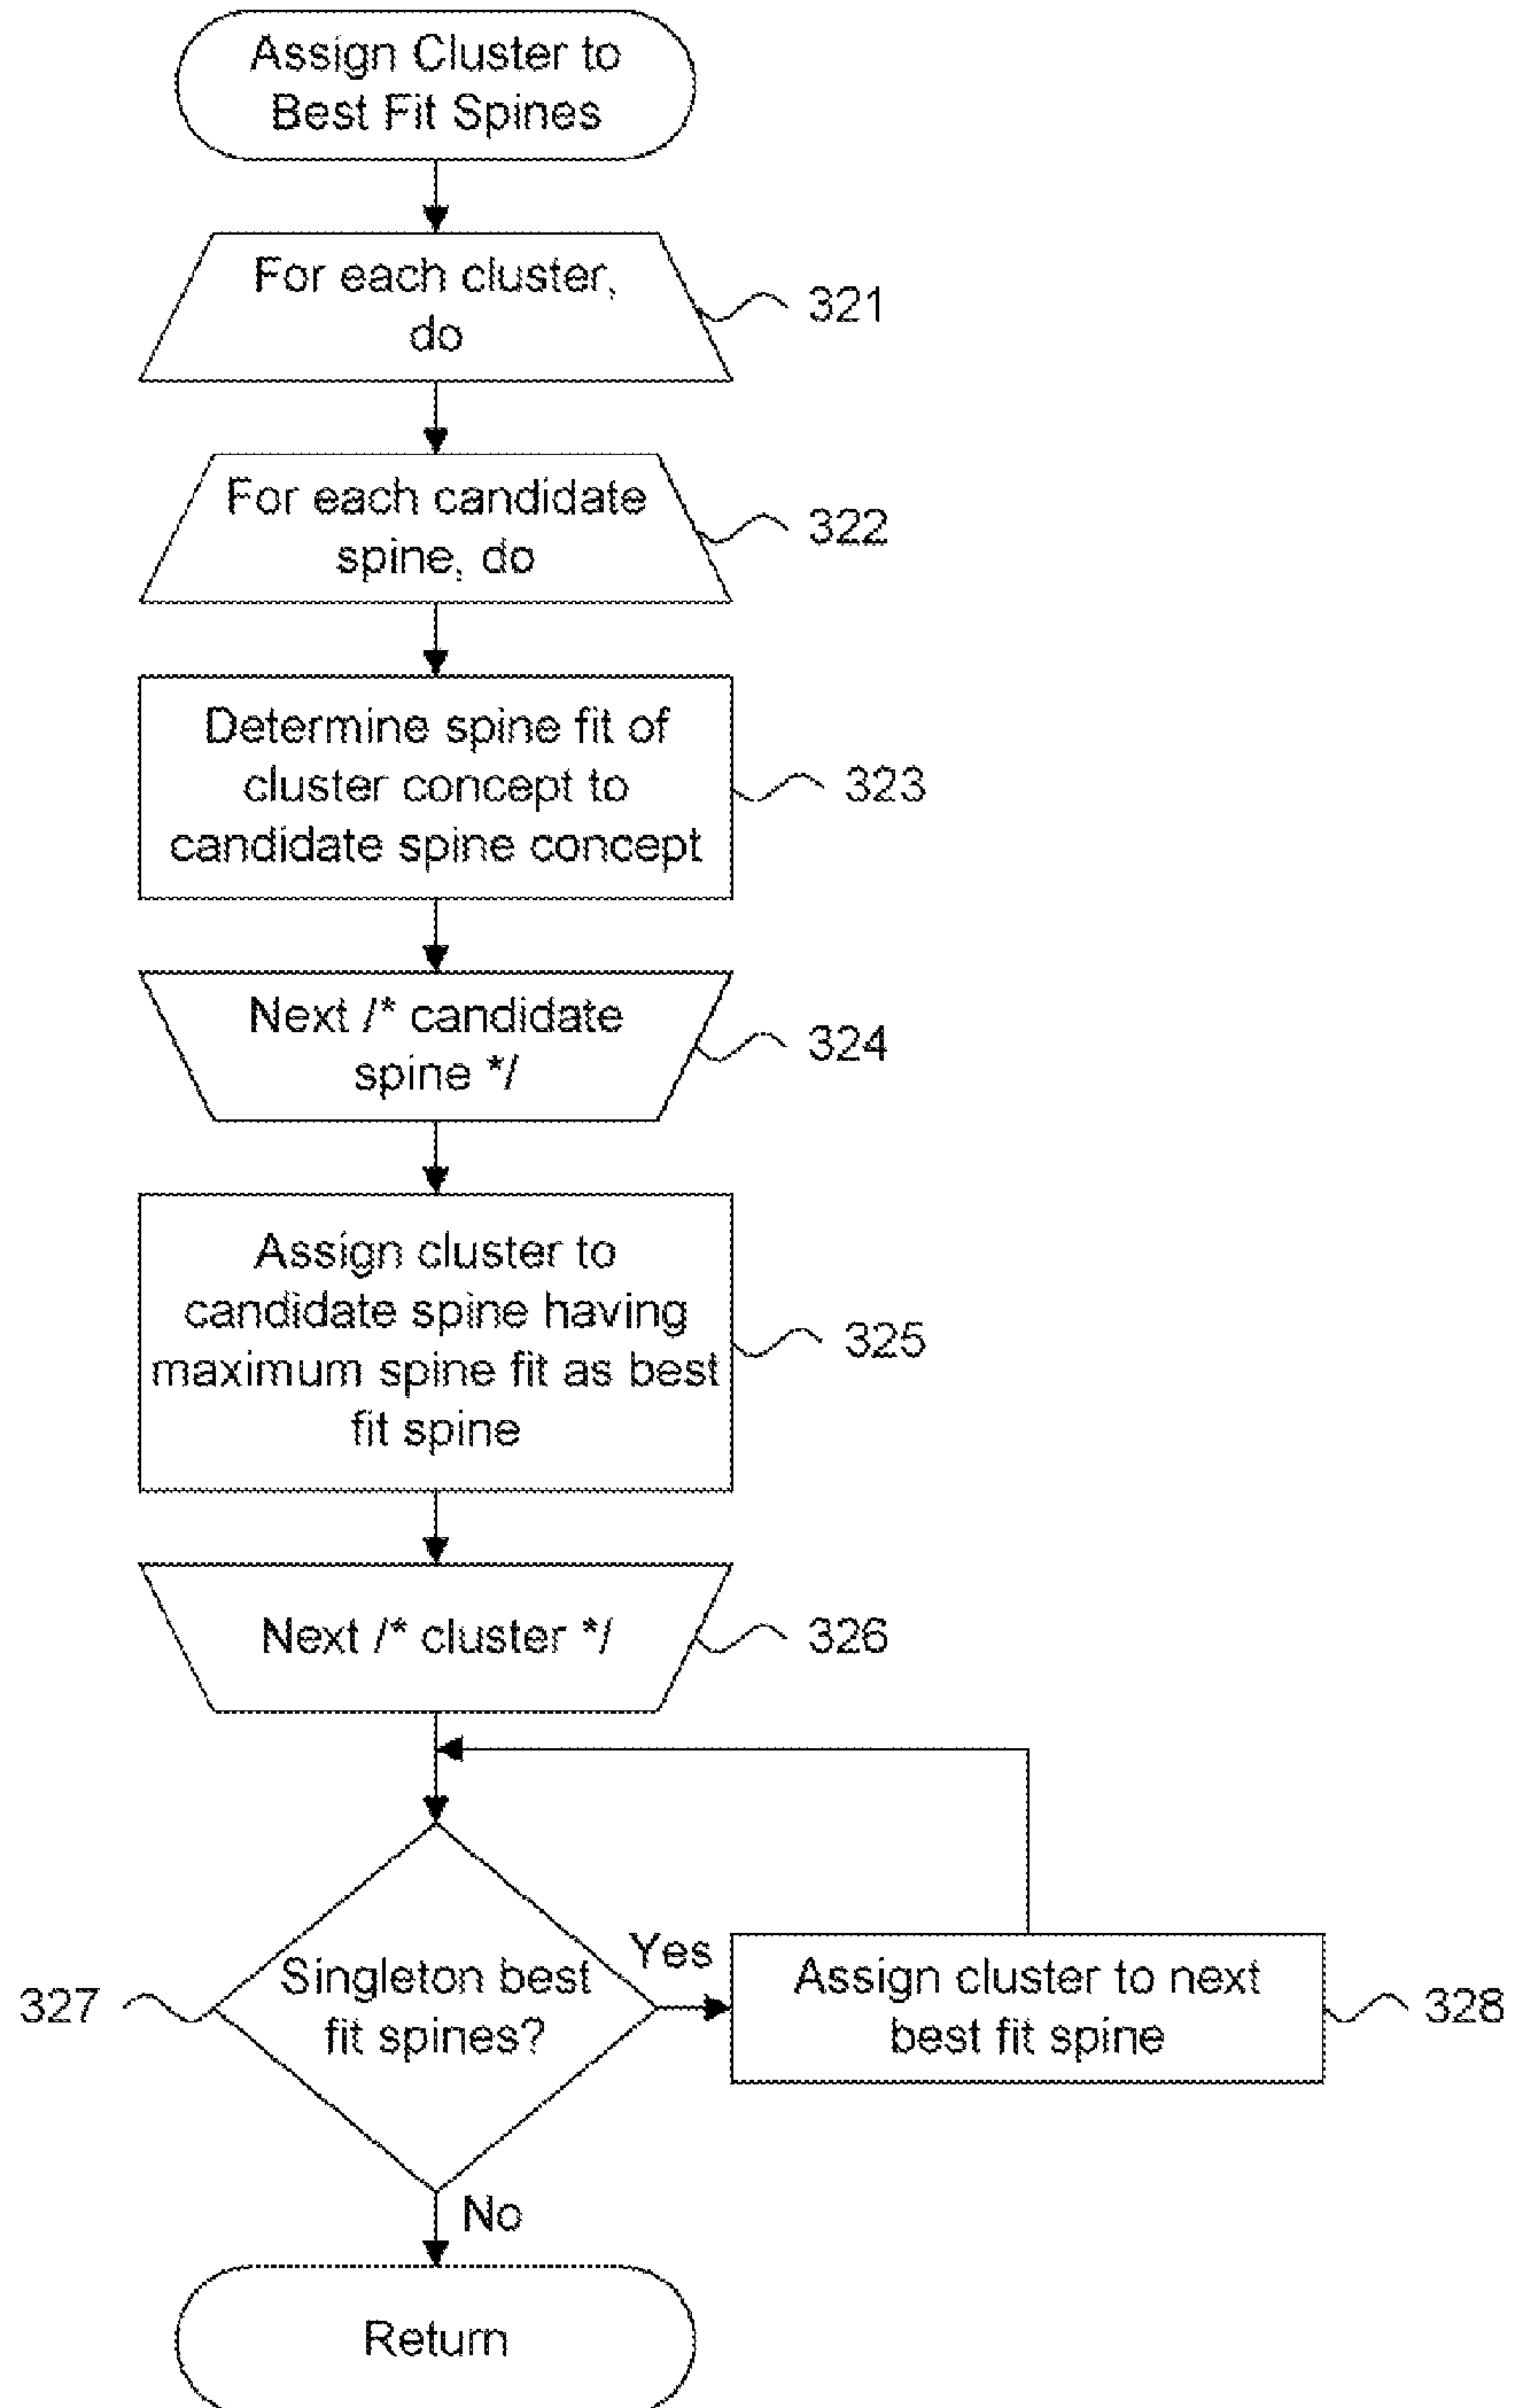 Assign Cluster to
Best Fit Spines
For each cluster,
do
321
For each candidate
spine, do
322
Determine spine fit of
cluster concept to
candidate spine concept
323
Next /* candidate
spine */
324
Assign cluster to
candidate spine having
maximum spine fit as best
fit spine
325
Next /* cluster */
326
327
Singleton best
fit spines?
Yes
Assign cluster to next
best fit spine
328
No
Return